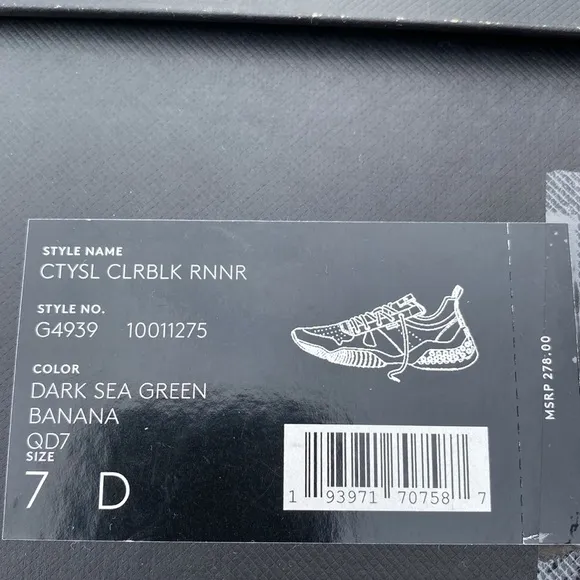 STYLE NAME
CTYSL CLRBLK RNNR
STYLE NO.
G4939 10011275
COLOR
DARK SEA GREEN
BANANA
QD7
SIZE
7 D
1 93971 70758 7
MSRP 278.00